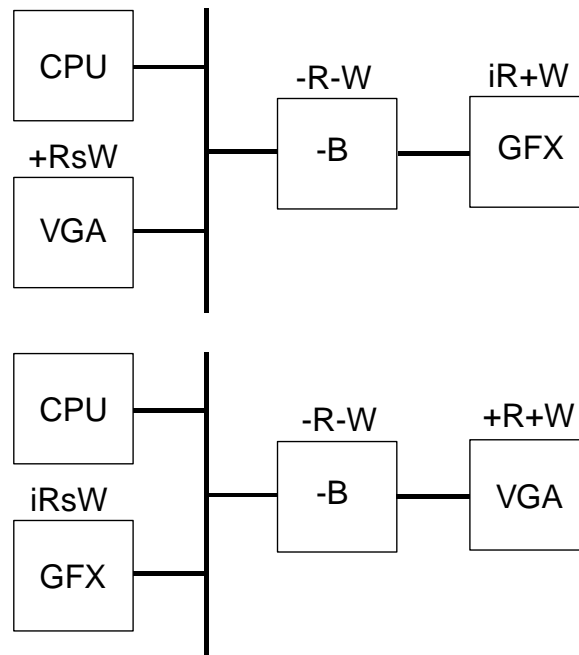 CPU
-R-W
iR+W
-B
GFX
+RsW
VGA
CPU
-R-W
+R+W
-B
VGA
iRsW
GFX